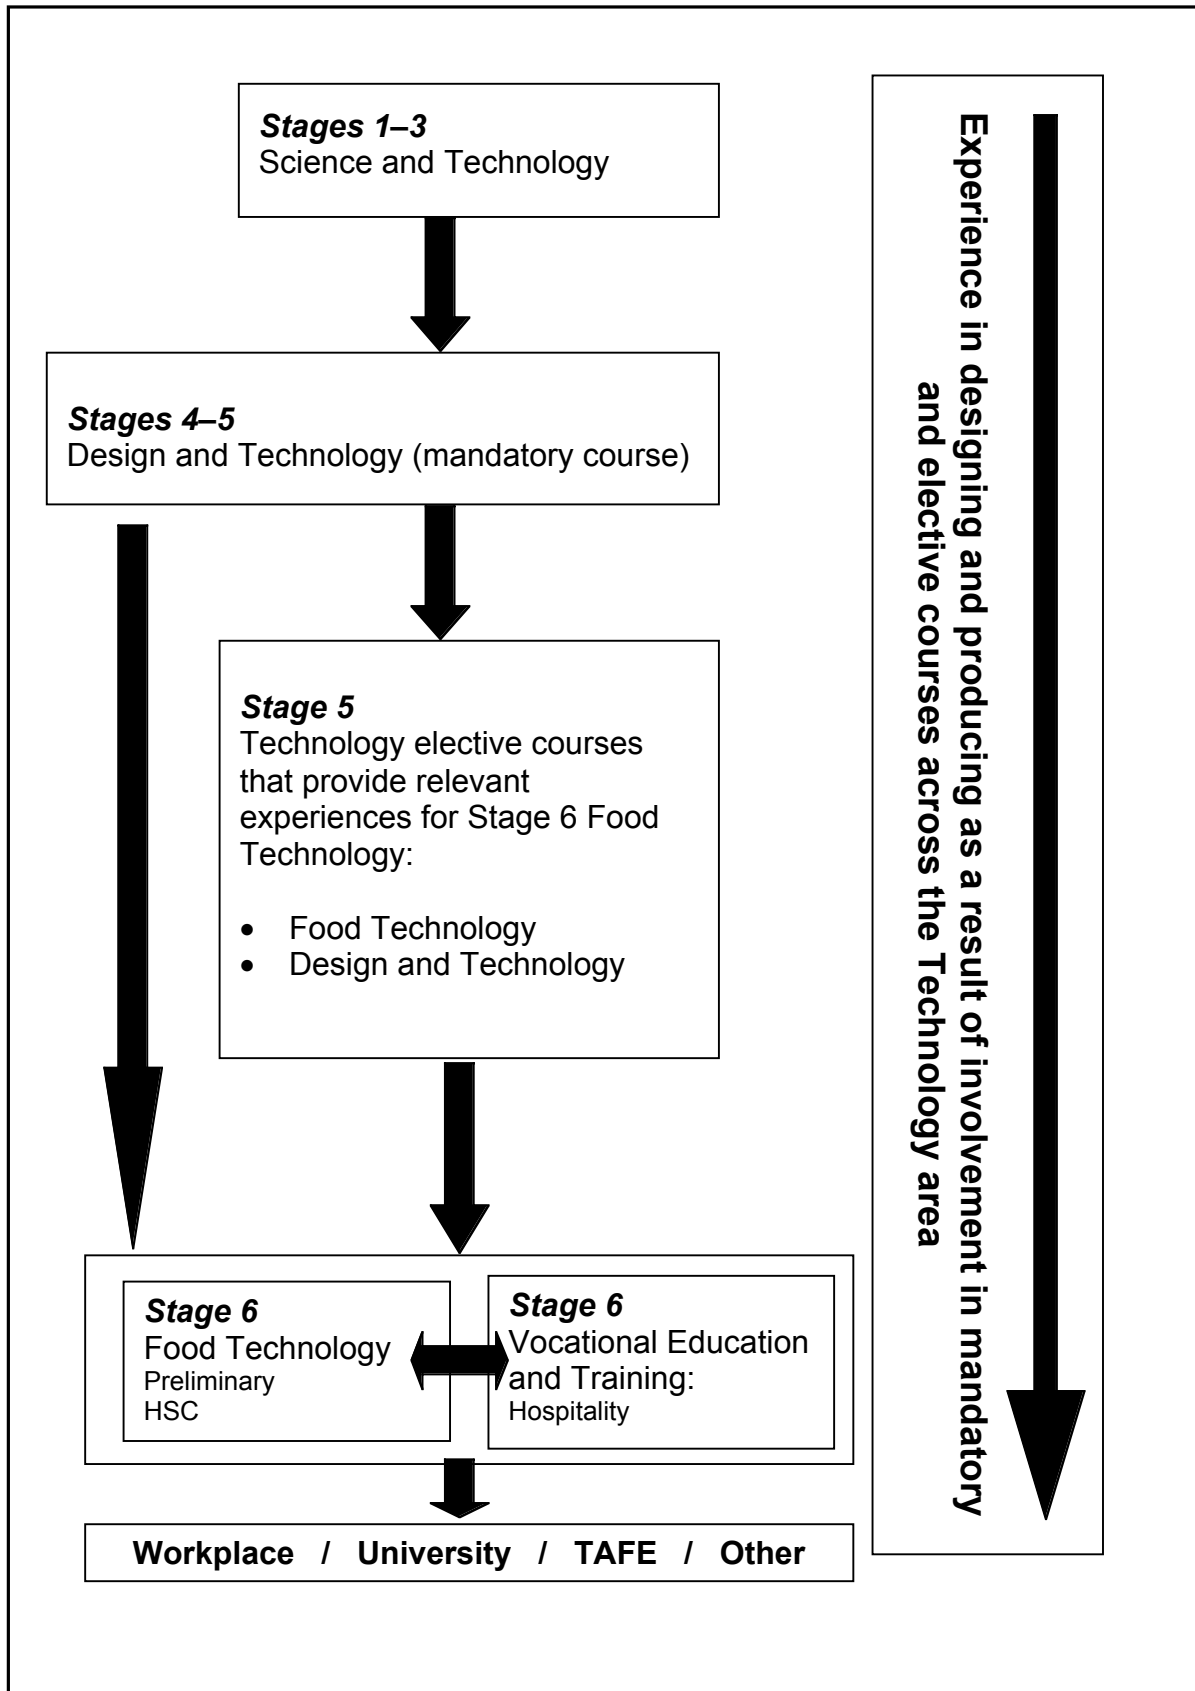 Stages 1–3
Science and Technology
Stages 4–5
Design and Technology (mandatory course)
Stage 5
Technology elective courses
that provide relevant
experiences for Stage 6 Food
Technology:
• Food Technology
• Design and Technology
Stage 6
Food Technology
Preliminary
HSC
Stage 6
Vocational Education
and Training:
Hospitality
Workplace / University / TAFE / Other
Experience in designing and producing as a result of involvement in mandatory
and elective courses across the Technology area